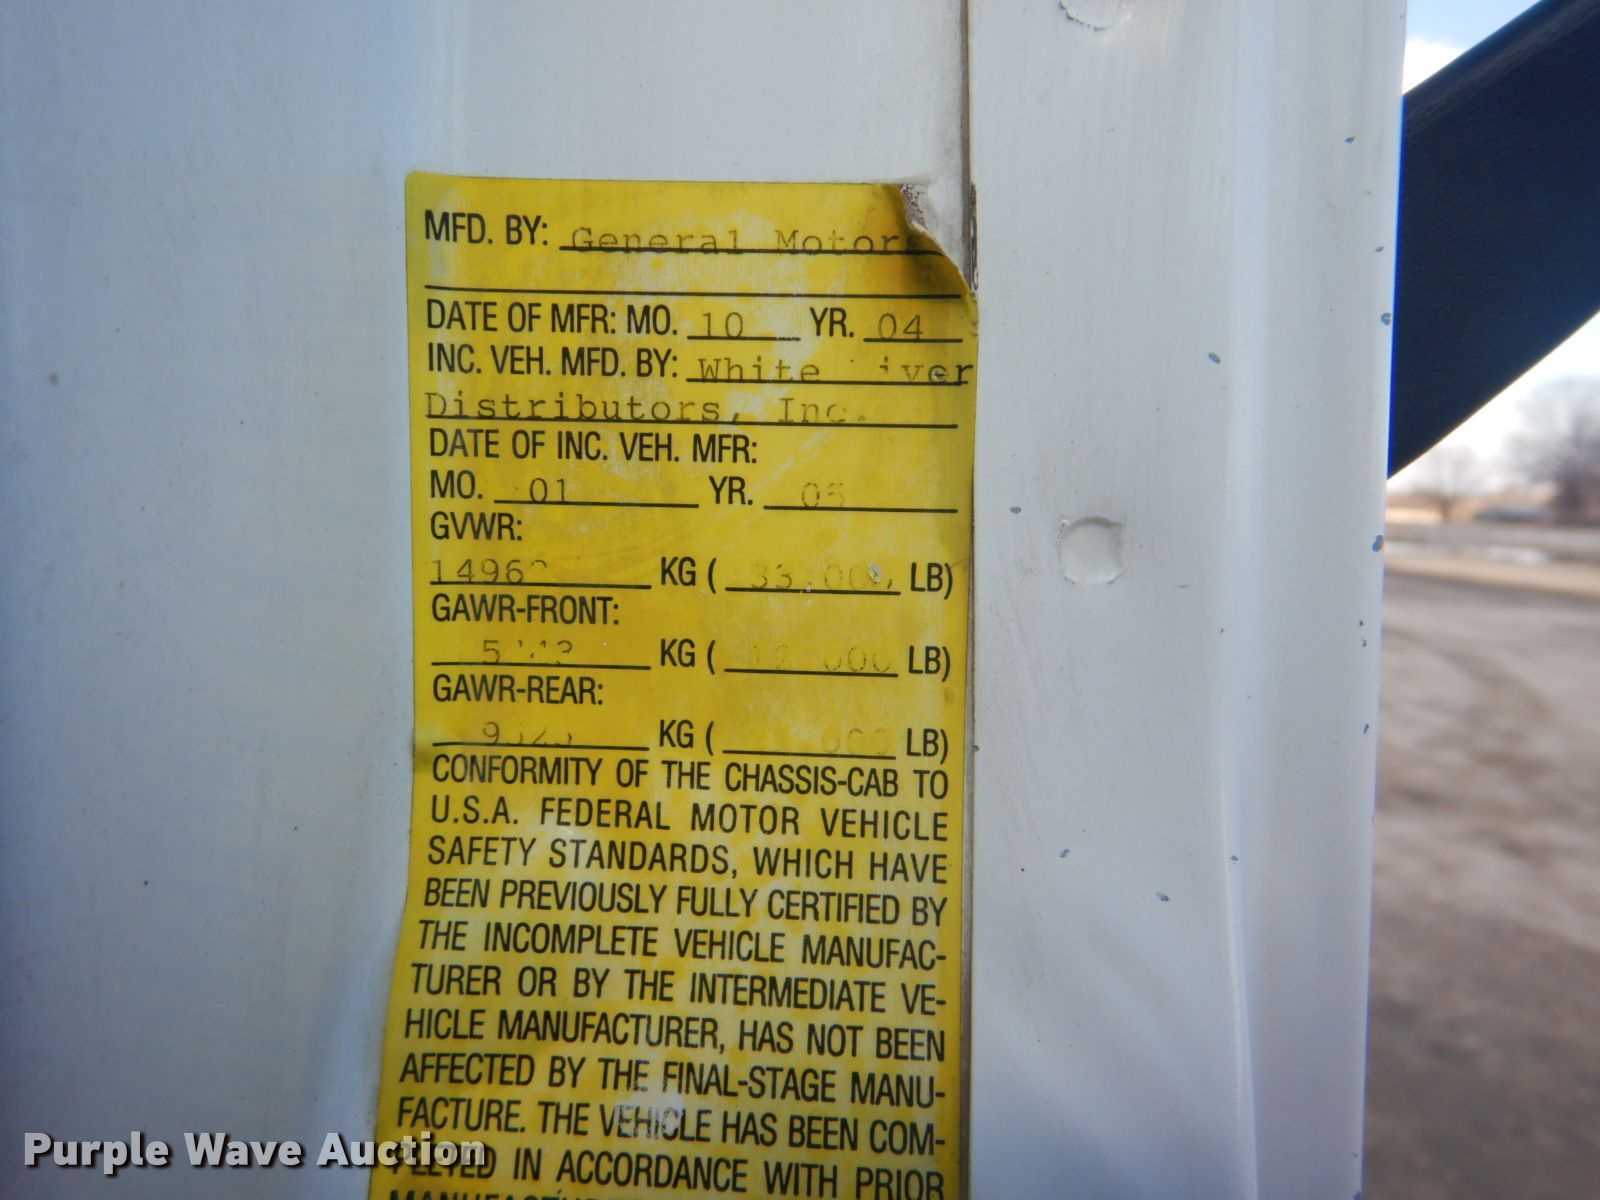 MFD. BY: General Motors
DATE OF MFR: MO. 10 YR. 04
INC. VEH. MFD. BY: White
Distributors, Inc.
DATE OF INC. VEH. MFR:
MO. 01 YR. 05
GVWR:
KG ( 33,000 LB)
GAWR-FRONT:
KG ( LB)
GAWR-REAR:
KG ( LB)
CONFORMITY OF THE CHASSIS-CAB TO
U.S.A. FEDERAL MOTOR VEHICLE
SAFETY STANDARDS, WHICH HAVE
BEEN PREVIOUSLY FULLY CERTIFIED BY
THE INCOMPLETE VEHICLE MANUFAC-
TURER OR BY THE INTERMEDIATE VE-
HICLE MANUFACTURER, HAS NOT BEEN
AFFECTED BY THE FINAL-STAGE MANU-
FACTURE. THE VEHICLE HAS BEEN COM-
IN ACCORDANCE WITH PRIOR
Purple Wave Auction